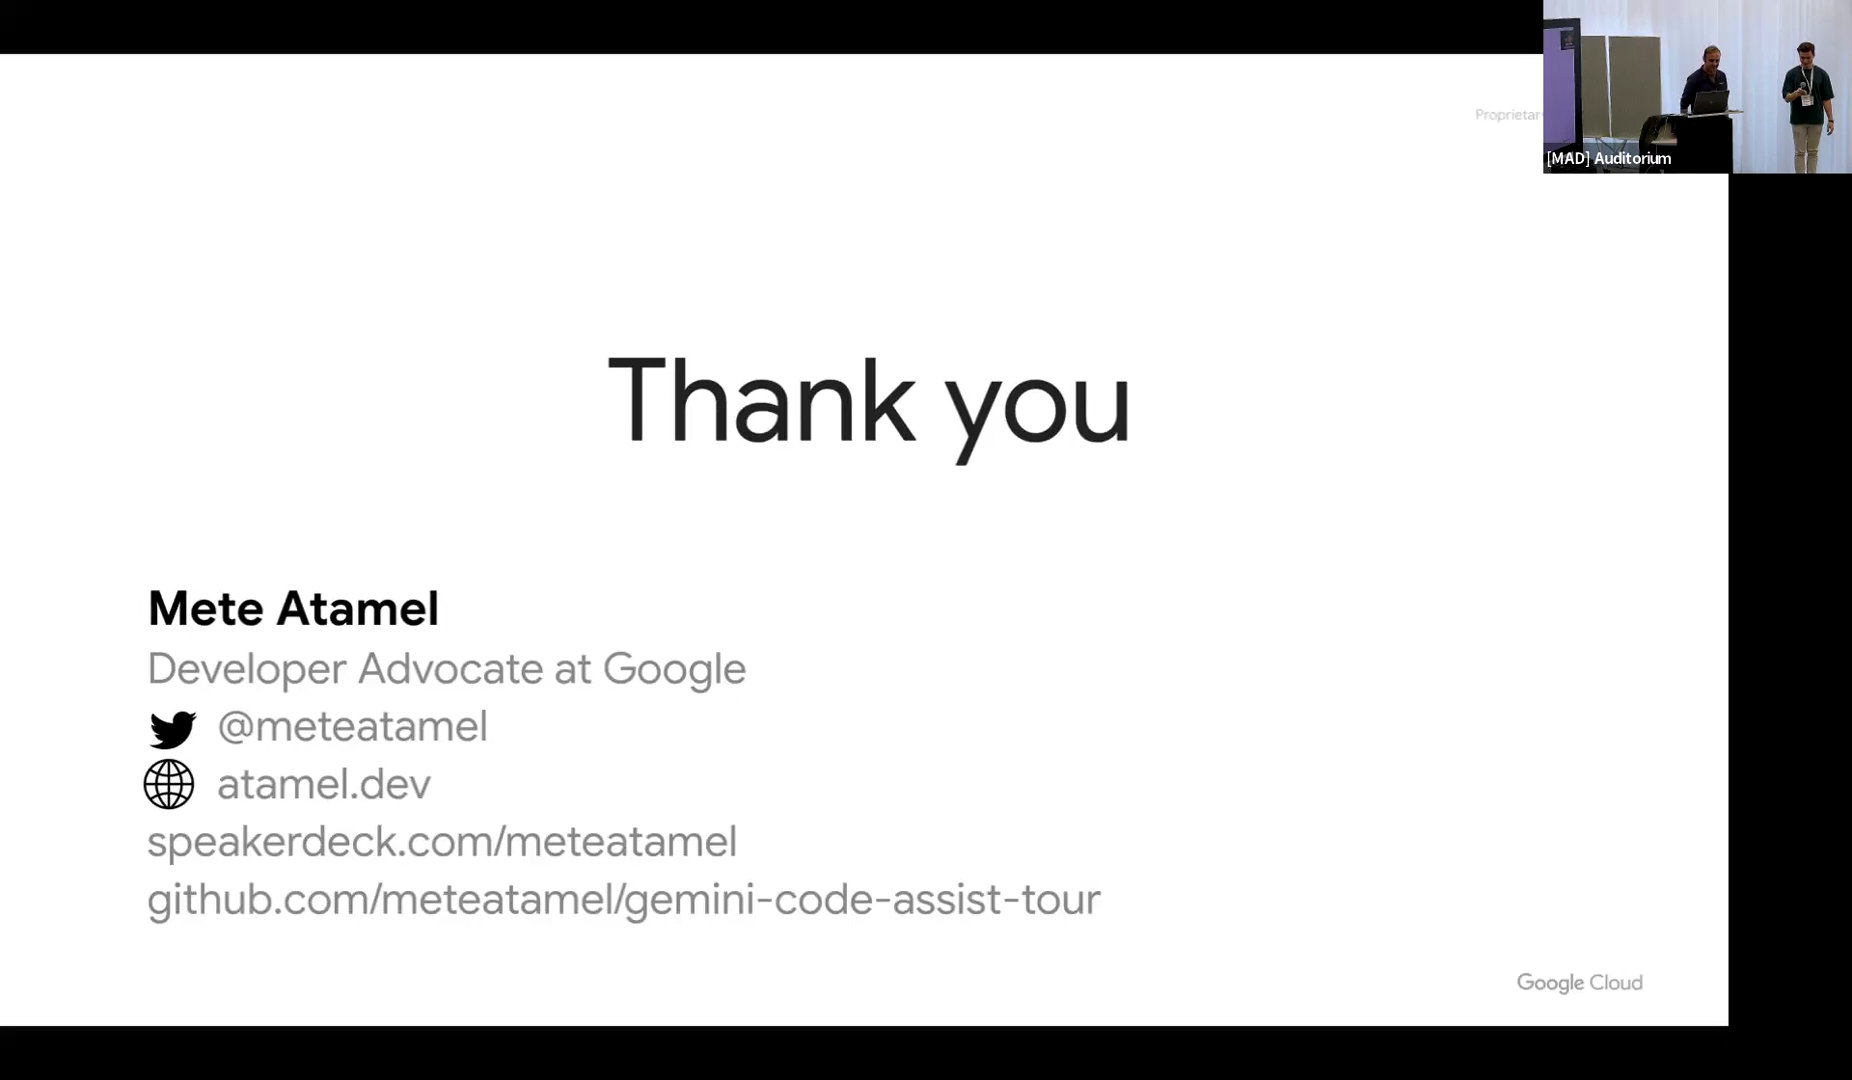 Proprietar
[MAD] Auditorium
Thank you
Mete Atamel
Developer Advocate at Google
@meteatamel
atamel.dev
speakerdeck.com/meteatamel
github.com/meteatamel/gemini-code-assist-tour
Google Cloud